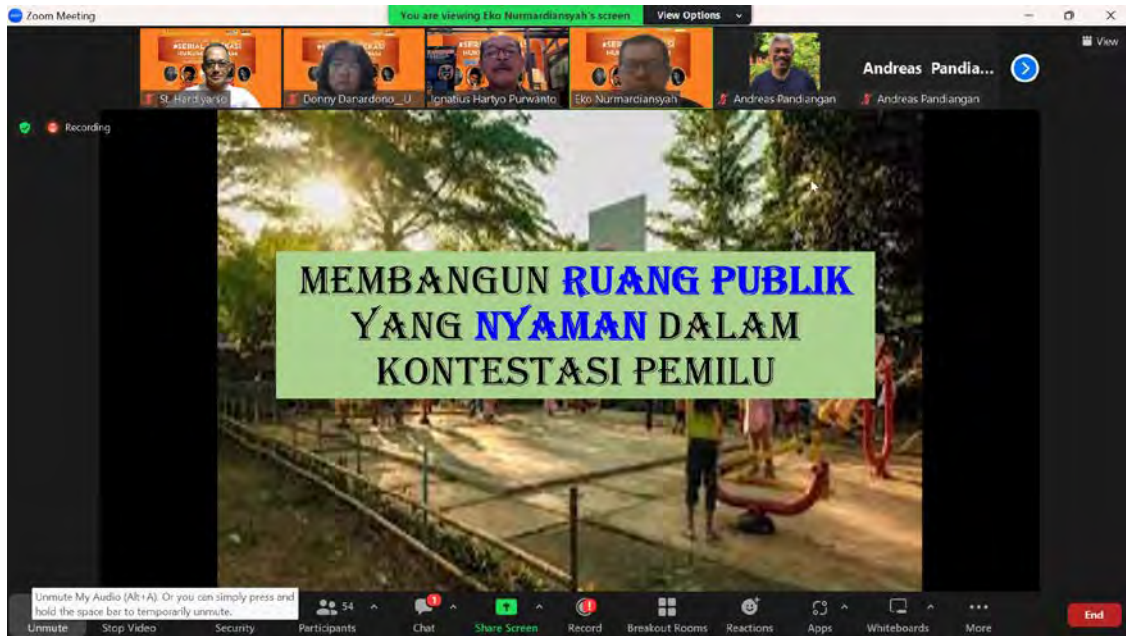 Zoom Meeting
You are viewing Eko Nurmardiansyah's screen
View Options
View
St. Hardiyarso
Donny Danardono_-U
Ignatius Hartyo Purwanto
Eko Nurmardiansyah
Andreas Pandiangan
Andreas Pandia...
Andreas Pandiangan
Recording
MEMBANGUN RUANG PUBLIK
YANG NYAMAN DALAM
KONTESTASI PEMILU
Unmute My Audio (Alt+A). Or you can simply press and
hold the space bar to temporarily unmute.
54
1
Unmute
Stop Video
Security
Participants
Chat
Share Screen
Record
Breakout Rooms
Reactions
Apps
Whiteboards
More
End